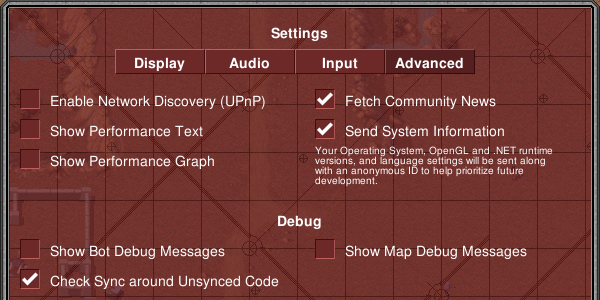 Settings
Display Audio Input Advanced
Enable Network Discovery (UPnP) Fetch Community News
Show Performance Text Send System Information
Show Performance Graph
Your Operating System, OpenGL and .NET runtime
versions, and language settings will be sent along
with an anonymous ID to help prioritize future
development.
Debug
Show Bot Debug Messages Show Map Debug Messages
Check Sync around Unsynced Code